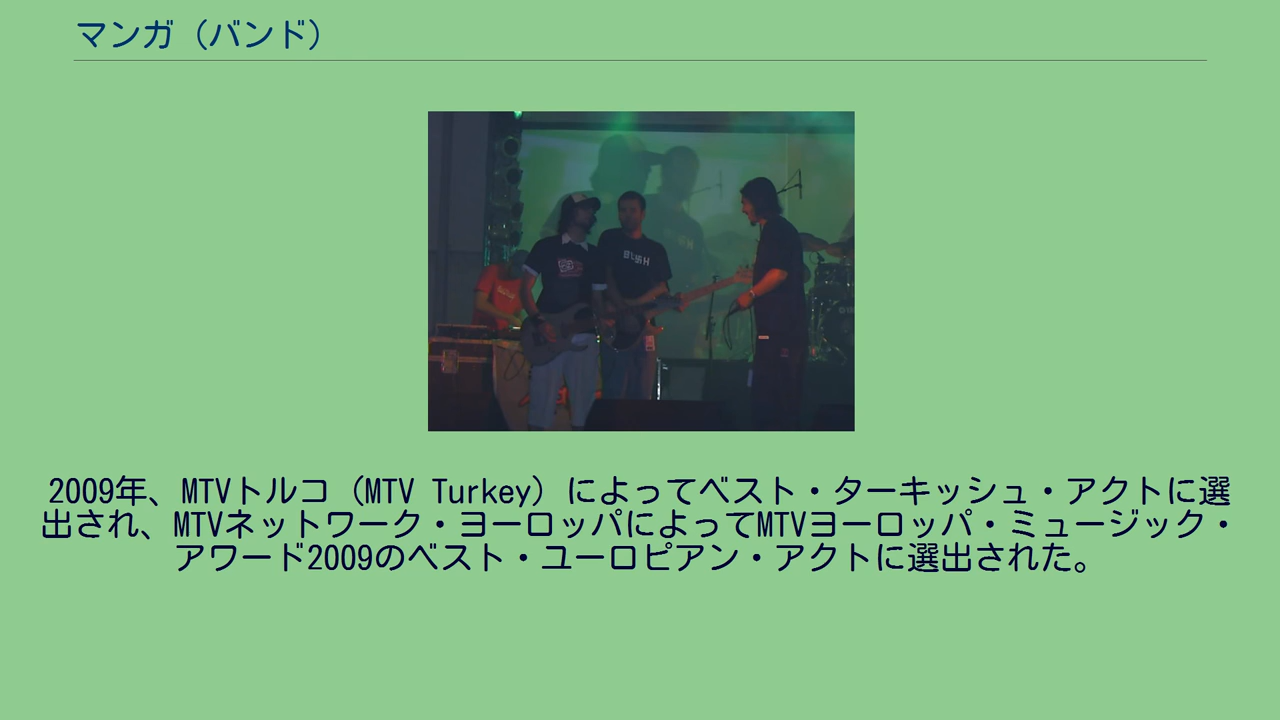 マンガ（バンド）
2009年、MTVトルコ（MTV Turkey）によってベスト・ターキッシュ・アクトに選
出され、MTVネットワーク・ヨーロッパによってMTVヨーロッパ・ミュージック・
アワード2009のベスト・ユーロピアン・アクトに選出された。